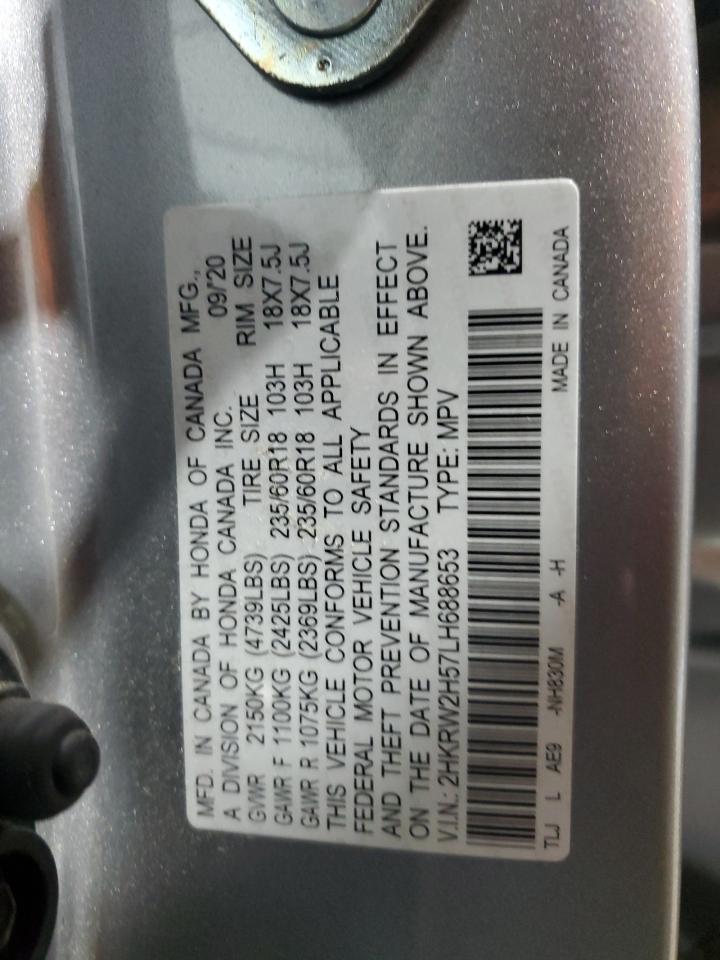 MFD. IN CANADA BY HONDA OF CANADA MFG.,
A DIVISION OF HONDA CANADA INC. 09/'20
GVWR 2150KG (4739LBS) TIRE SIZE RIM SIZE
GAWR F 1100KG (2425LBS) 235/60R18 103H 18X7.5J
GAWR R 1075KG (2369LBS) 235/60R18 103H 18X7.5J
THIS VEHICLE CONFORMS TO ALL APPLICABLE
FEDERAL MOTOR VEHICLE SAFETY
AND THEFT PREVENTION STANDARDS IN EFFECT
ON THE DATE OF MANUFACTURE SHOWN ABOVE.
V.I.N.: 2HKRW2H57LH688653 TYPE: MPV
TLJ L AE9 -NH830M -A -H MADE IN CANADA